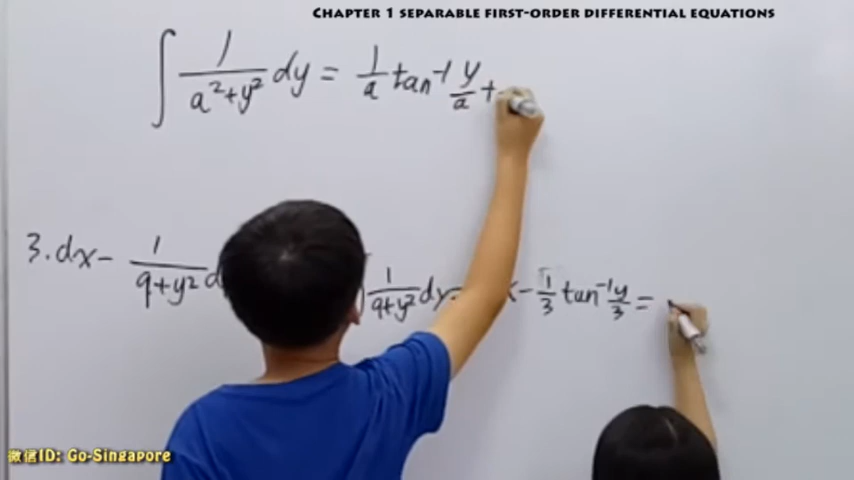 CHAPTER 1 SEPARABLE FIRST-ORDER DIFFERENTIAL EQUATIONS
∫ 1/(a²+y²) dy = 1/a tan⁻¹ y/a +
3. dx - 1/(9+y²) d 1/(9+y²) dy - 1/3 tan⁻¹ y/3 =
微信ID: Go-Singapore